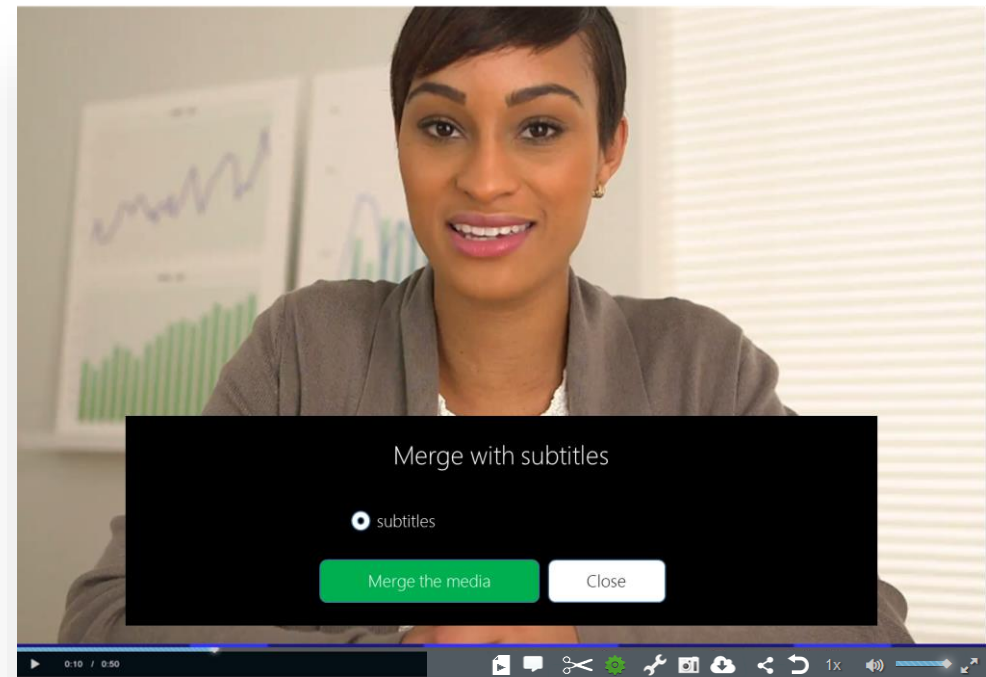 Merge with subtitles
subtitles
Merge the media
Close
0:10 / 0:50
1x